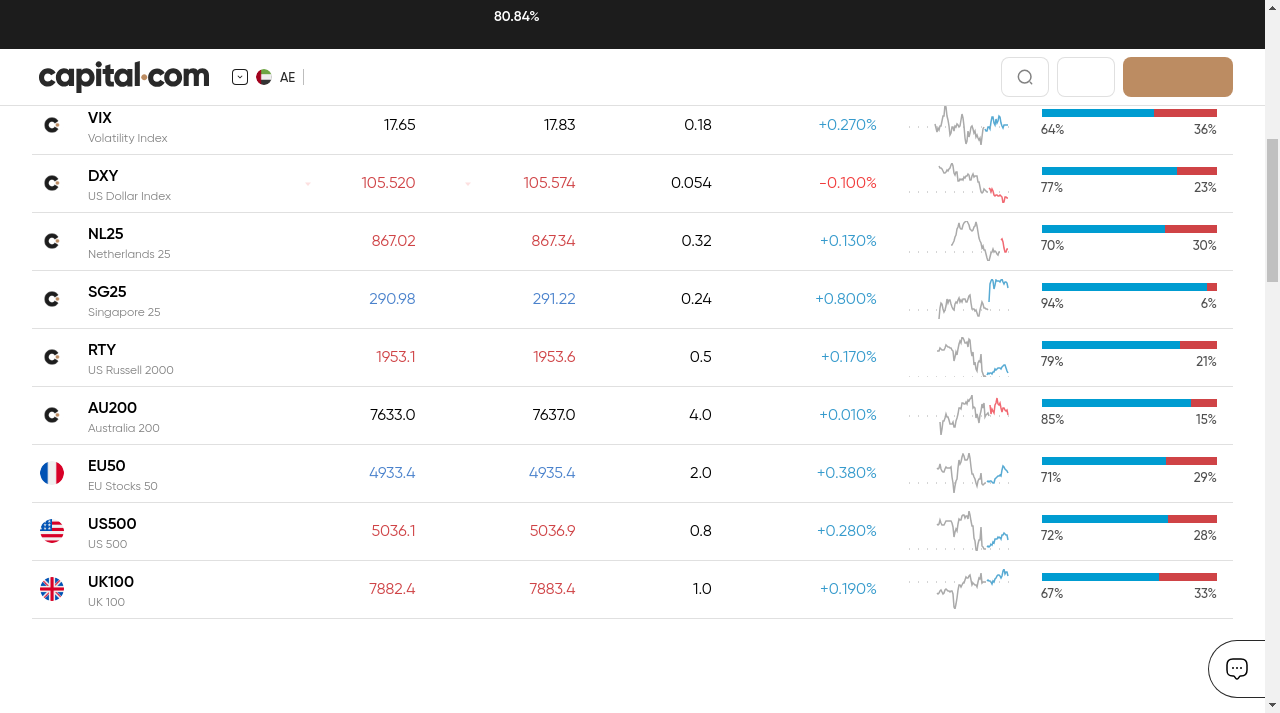 80.84%
capital.com
AE
VIX 17.65 17.83 0.18 +0.270%
Volatility Index 64% 36%
DXY 105.520 105.574 0.054 -0.100%
US Dollar Index 77% 23%
NL25 867.02 867.34 0.32 +0.130%
Netherlands 25 70% 30%
SG25 290.98 291.22 0.24 +0.800%
Singapore 25 94% 6%
RTY 1953.1 1953.6 0.5 +0.170%
US Russell 2000 79% 21%
AU200 7633.0 7637.0 4.0 +0.010%
Australia 200 85% 15%
EU50 4933.4 4935.4 2.0 +0.380%
EU Stocks 50 71% 29%
US500 5036.1 5036.9 0.8 +0.280%
US 500 72% 28%
UK100 7882.4 7883.4 1.0 +0.190%
UK 100 67% 33%